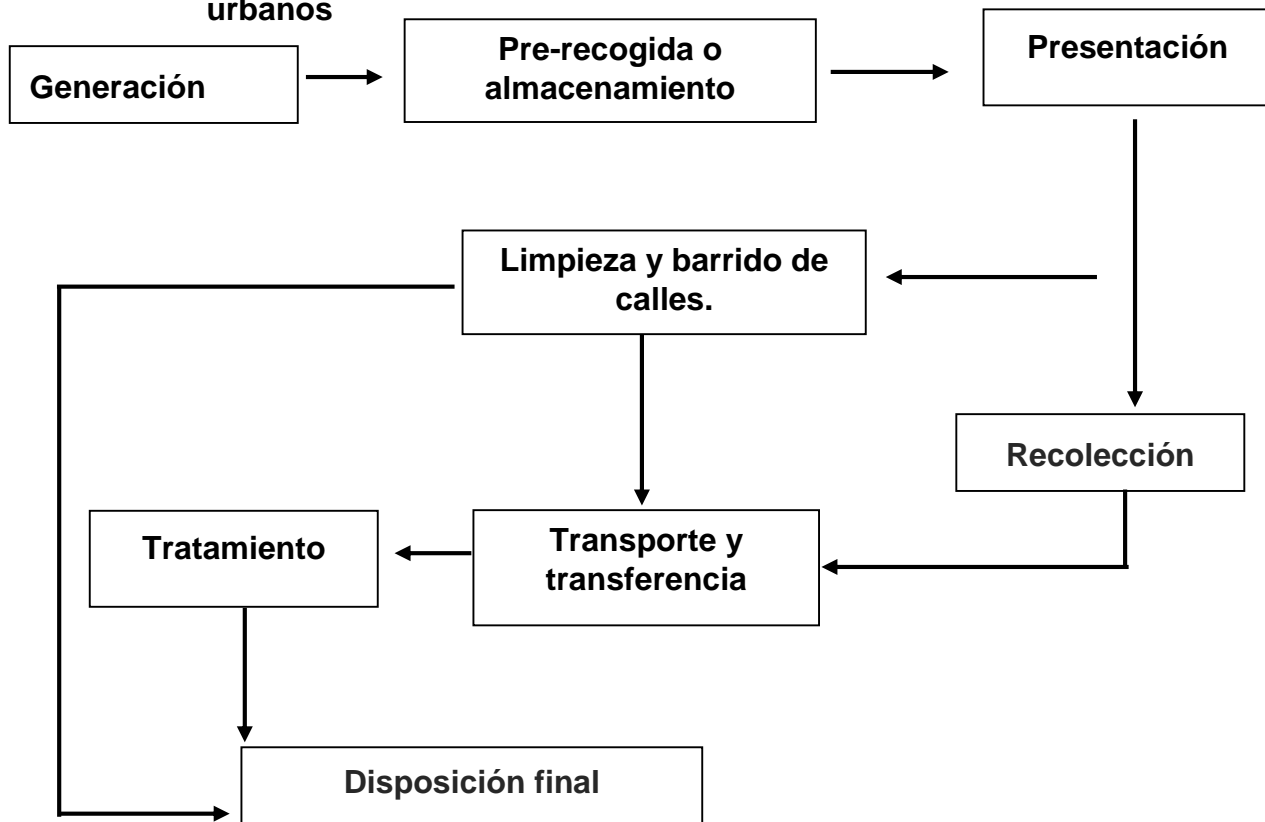 urbanos
Generación
Pre-recogida o
almacenamiento
Presentación
Limpieza y barrido de
calles.
Recolección
Tratamiento
Transporte y
transferencia
Disposición final